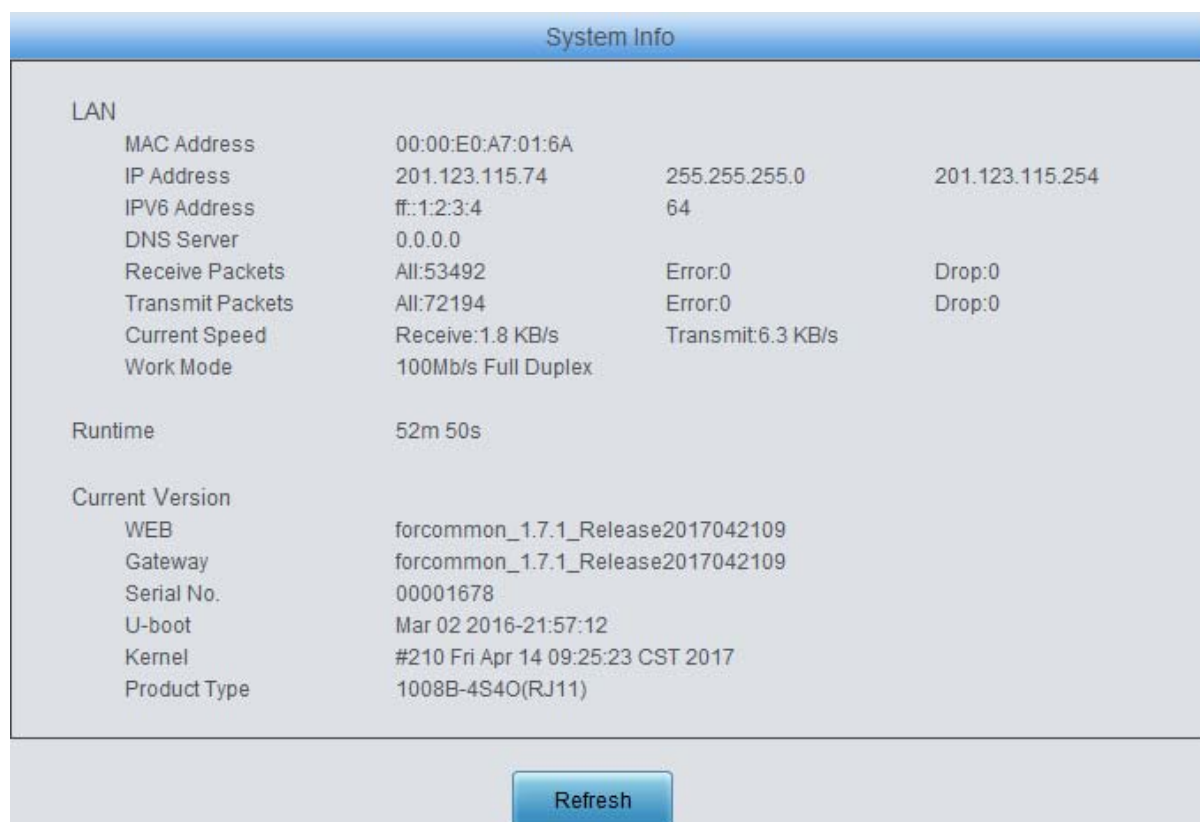 System Info
LAN
MAC Address 00:00:E0:A7:01:6A
IP Address 201.123.115.74 255.255.255.0 201.123.115.254
IPV6 Address ff::1:2:3:4 64
DNS Server 0.0.0.0
Receive Packets All:53492 Error:0 Drop:0
Transmit Packets All:72194 Error:0 Drop:0
Current Speed Receive:1.8 KB/s Transmit:6.3 KB/s
Work Mode 100Mb/s Full Duplex
Runtime 52m 50s
Current Version
WEB forcommon_1.7.1_Release2017042109
Gateway forcommon_1.7.1_Release2017042109
Serial No. 00001678
U-boot Mar 02 2016-21:57:12
Kernel #210 Fri Apr 14 09:25:23 CST 2017
Product Type 1008B-4S4O(RJ11)
Refresh